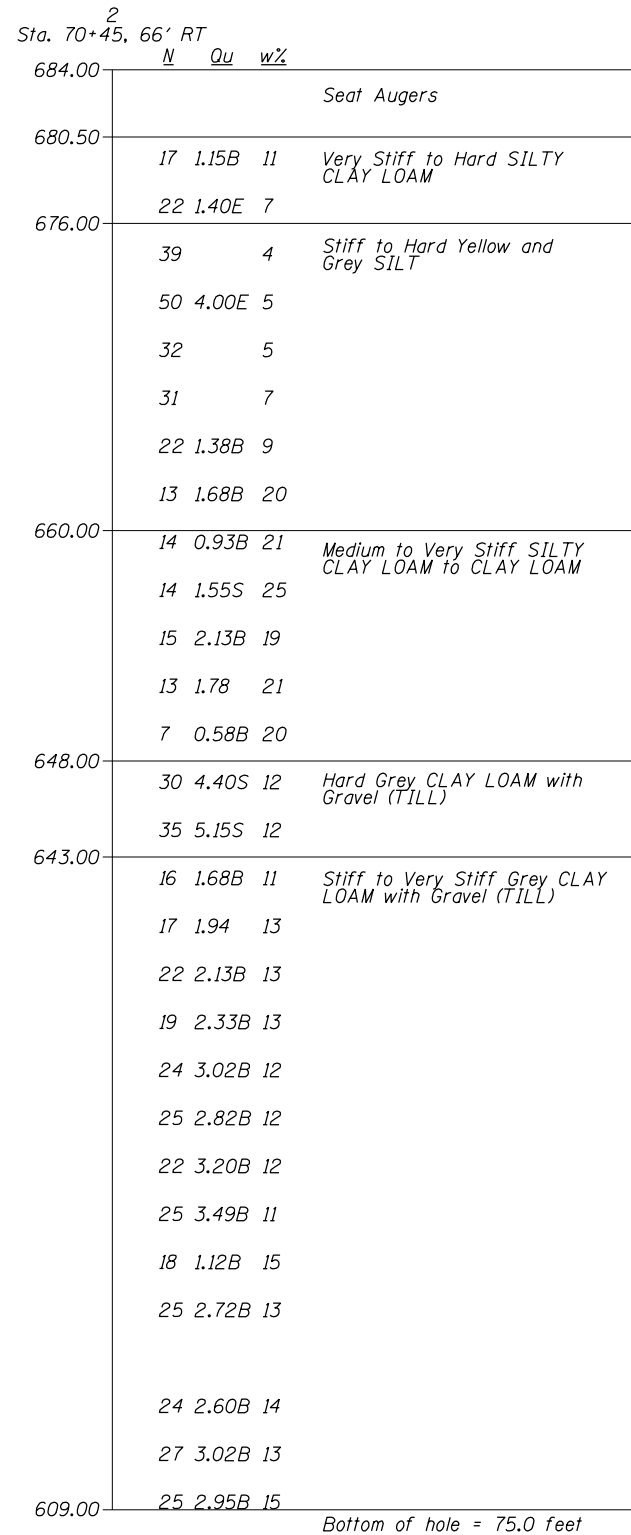 2
Sta. 70+45, 66' RT
N Qu w%
684.00
Seat Augers
680.50
17 1.15B 11 Very Stiff to Hard SILTY
CLAY LOAM
22 1.40E 7
676.00
39 4 Stiff to Hard Yellow and
Grey SILT
50 4.00E 5
32 5
31 7
22 1.38B 9
13 1.68B 20
660.00
14 0.93B 21 Medium to Very Stiff SILTY
CLAY LOAM to CLAY LOAM
14 1.55S 25
15 2.13B 19
13 1.78 21
7 0.58B 20
648.00
30 4.40S 12 Hard Grey CLAY LOAM with
Gravel (TILL)
35 5.15S 12
643.00
16 1.68B 11 Stiff to Very Stiff Grey CLAY
LOAM with Gravel (TILL)
17 1.94 13
22 2.13B 13
19 2.33B 13
24 3.02B 12
25 2.82B 12
22 3.20B 12
25 3.49B 11
18 1.12B 15
25 2.72B 13
24 2.60B 14
27 3.02B 13
25 2.95B 15
609.00
Bottom of hole = 75.0 feet